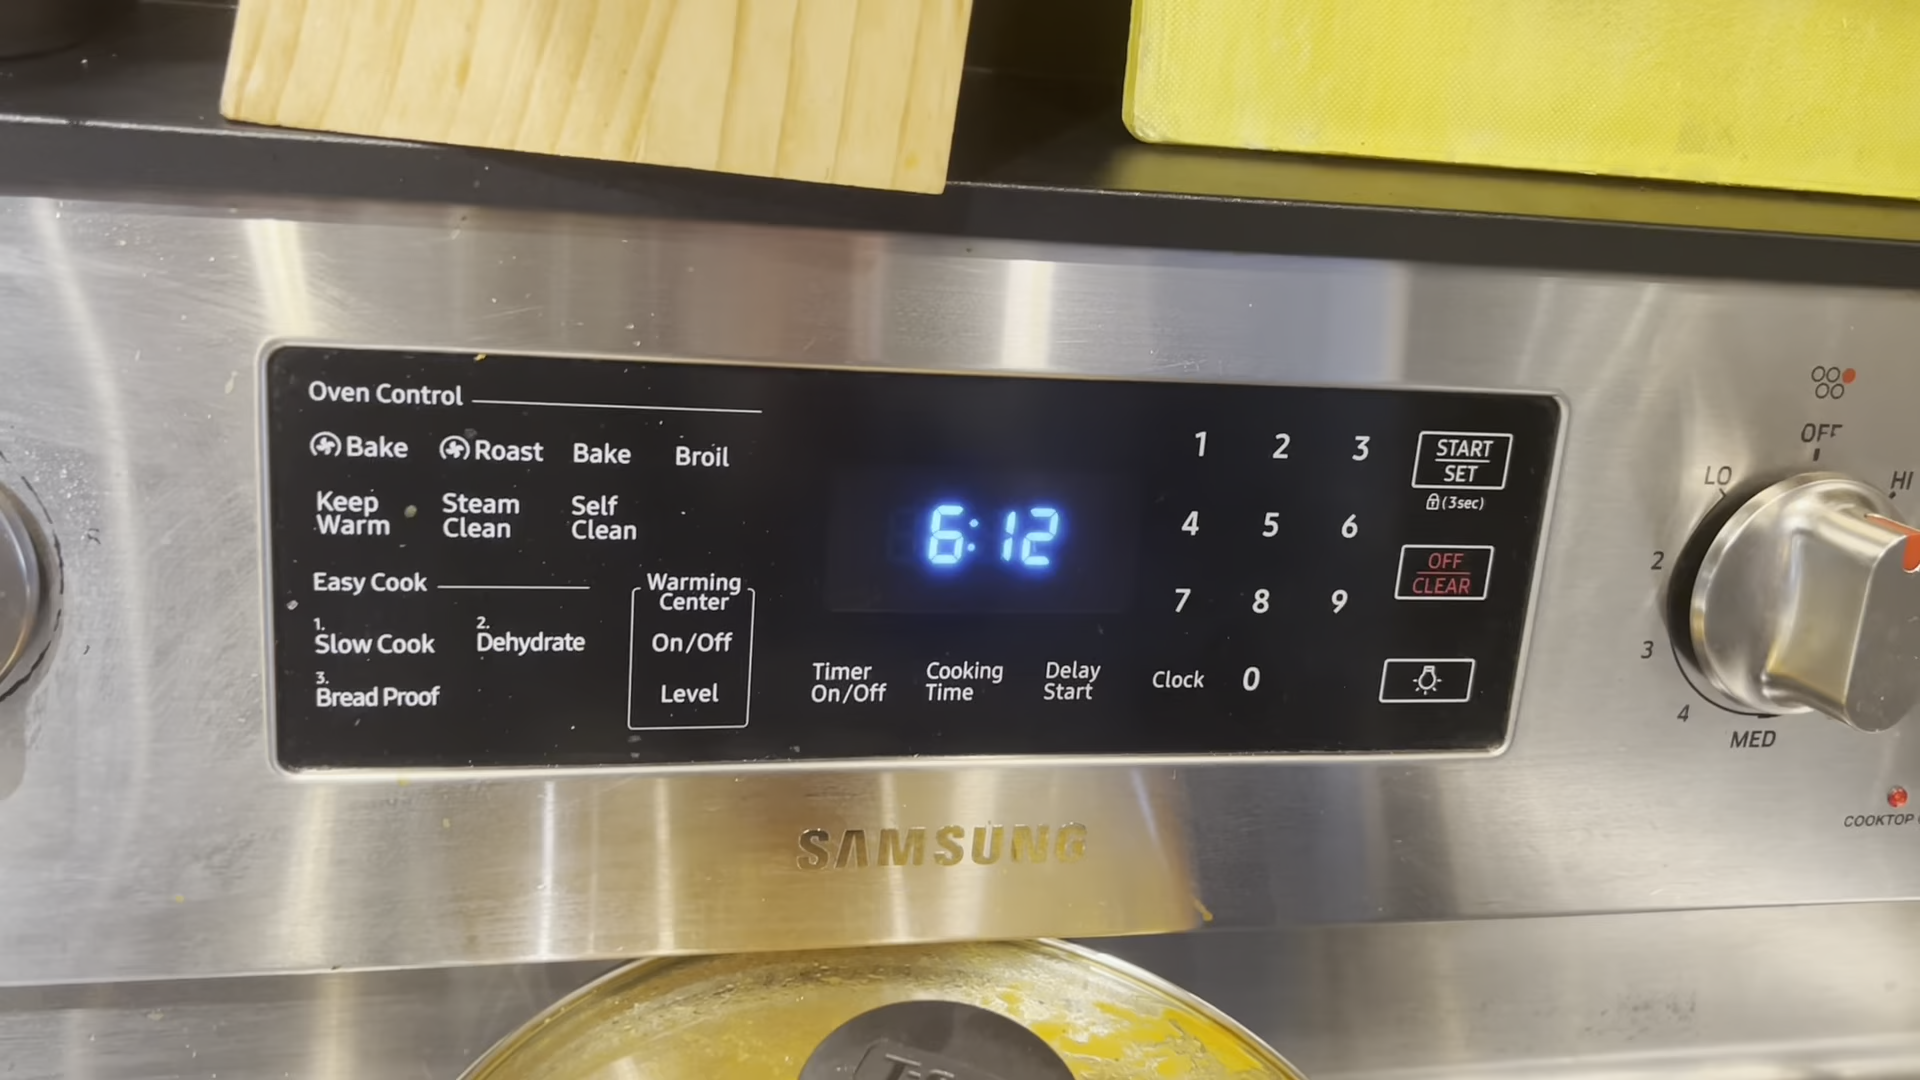 Oven Control
Bake Roast Bake Broil
Keep Warm
Steam Clean
Self Clean
Easy Cook
1. Slow Cook
2. Dehydrate
3. Bread Proof
Warming Center
On/Off
Level
6:12
Timer On/Off
Cooking Time
Delay Start
Clock
1 2 3
4 5 6
7 8 9
0
START
SET
(3sec)
OFF
CLEAR
OFF
LO
HI
2
3
4
MED
COOKTOP
SAMSUNG